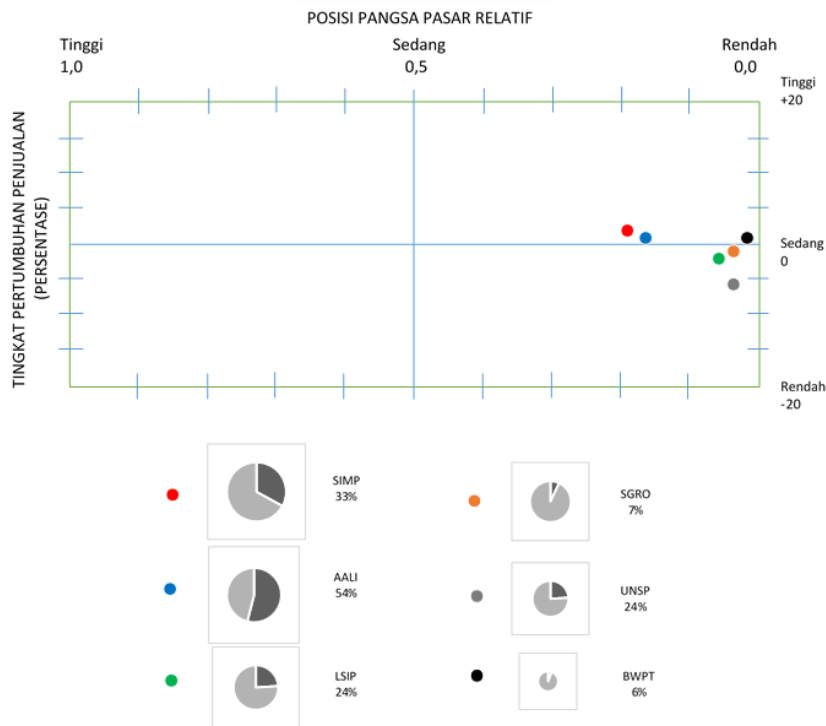 POSISI PANGSA PASAR RELATIF
Tinggi
1,0
Sedang
0,5
Rendah
0,0
Tinggi
+20
TINGKAT PERTUMBUHAN PENJUALAN
(PERSENTASE)
Sedang
0
Rendah
-20
SIMP
33%
SGRO
7%
AALI
54%
UNSP
24%
LSIP
24%
BWPT
6%